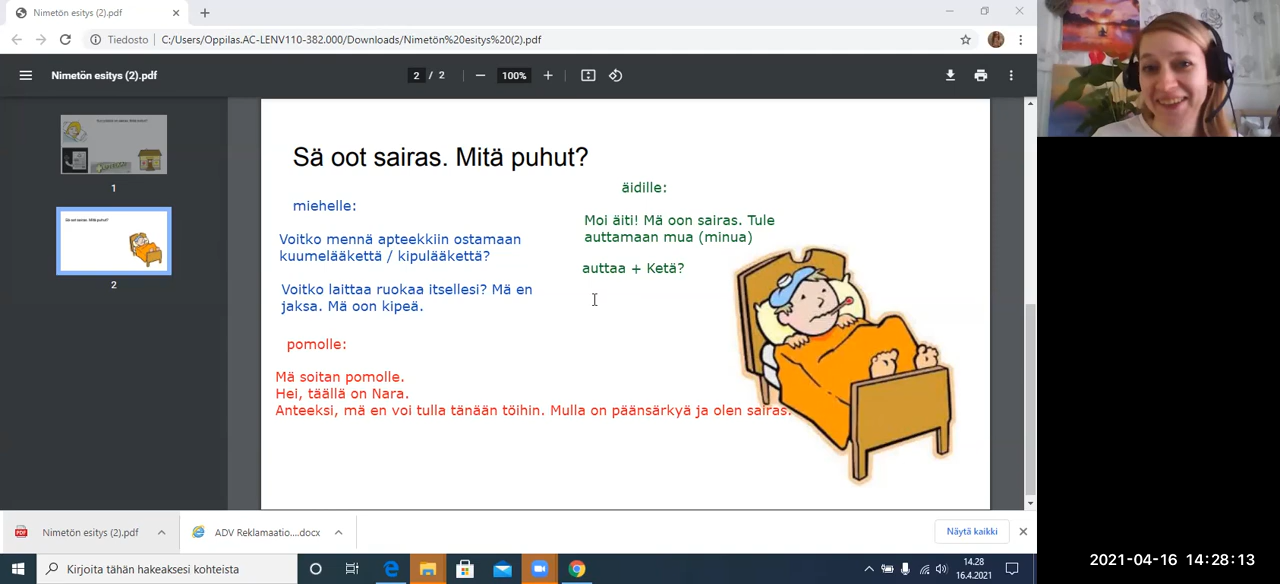 Nimetön esitys (2).pdf
Tiedosto
C:/Users/Oppilas.AC-LENV110-382.000/Downloads/Nimetön%20esitys%20(2).pdf
Nimetön esitys (2).pdf
2 / 2
100%
1
2
Sä oot sairas. Mitä puhut?
miehelle:
Voitko mennä apteekkiin ostamaan
kuumelääkettä / kipulääkettä?
Voitko laittaa ruokaa itsellesi? Mä en
jaksa. Mä oon kipeä.
pomolle:
Mä soitan pomolle.
Hei, täällä on Nara.
Anteeksi, mä en voi tulla tänään töihin. Mulla on päänsärkyä ja olen sairas.
äidille:
Moi äiti! Mä oon sairas. Tule
auttamaan mua (minua)
auttaa + Ketä?
Nimetön esitys (2).pdf
ADV Reklamaatio....docx
Näytä kaikki
Kirjoita tähän hakeaksesi kohteista
14.28
16.4.2021
2021-04-16 14:28:13